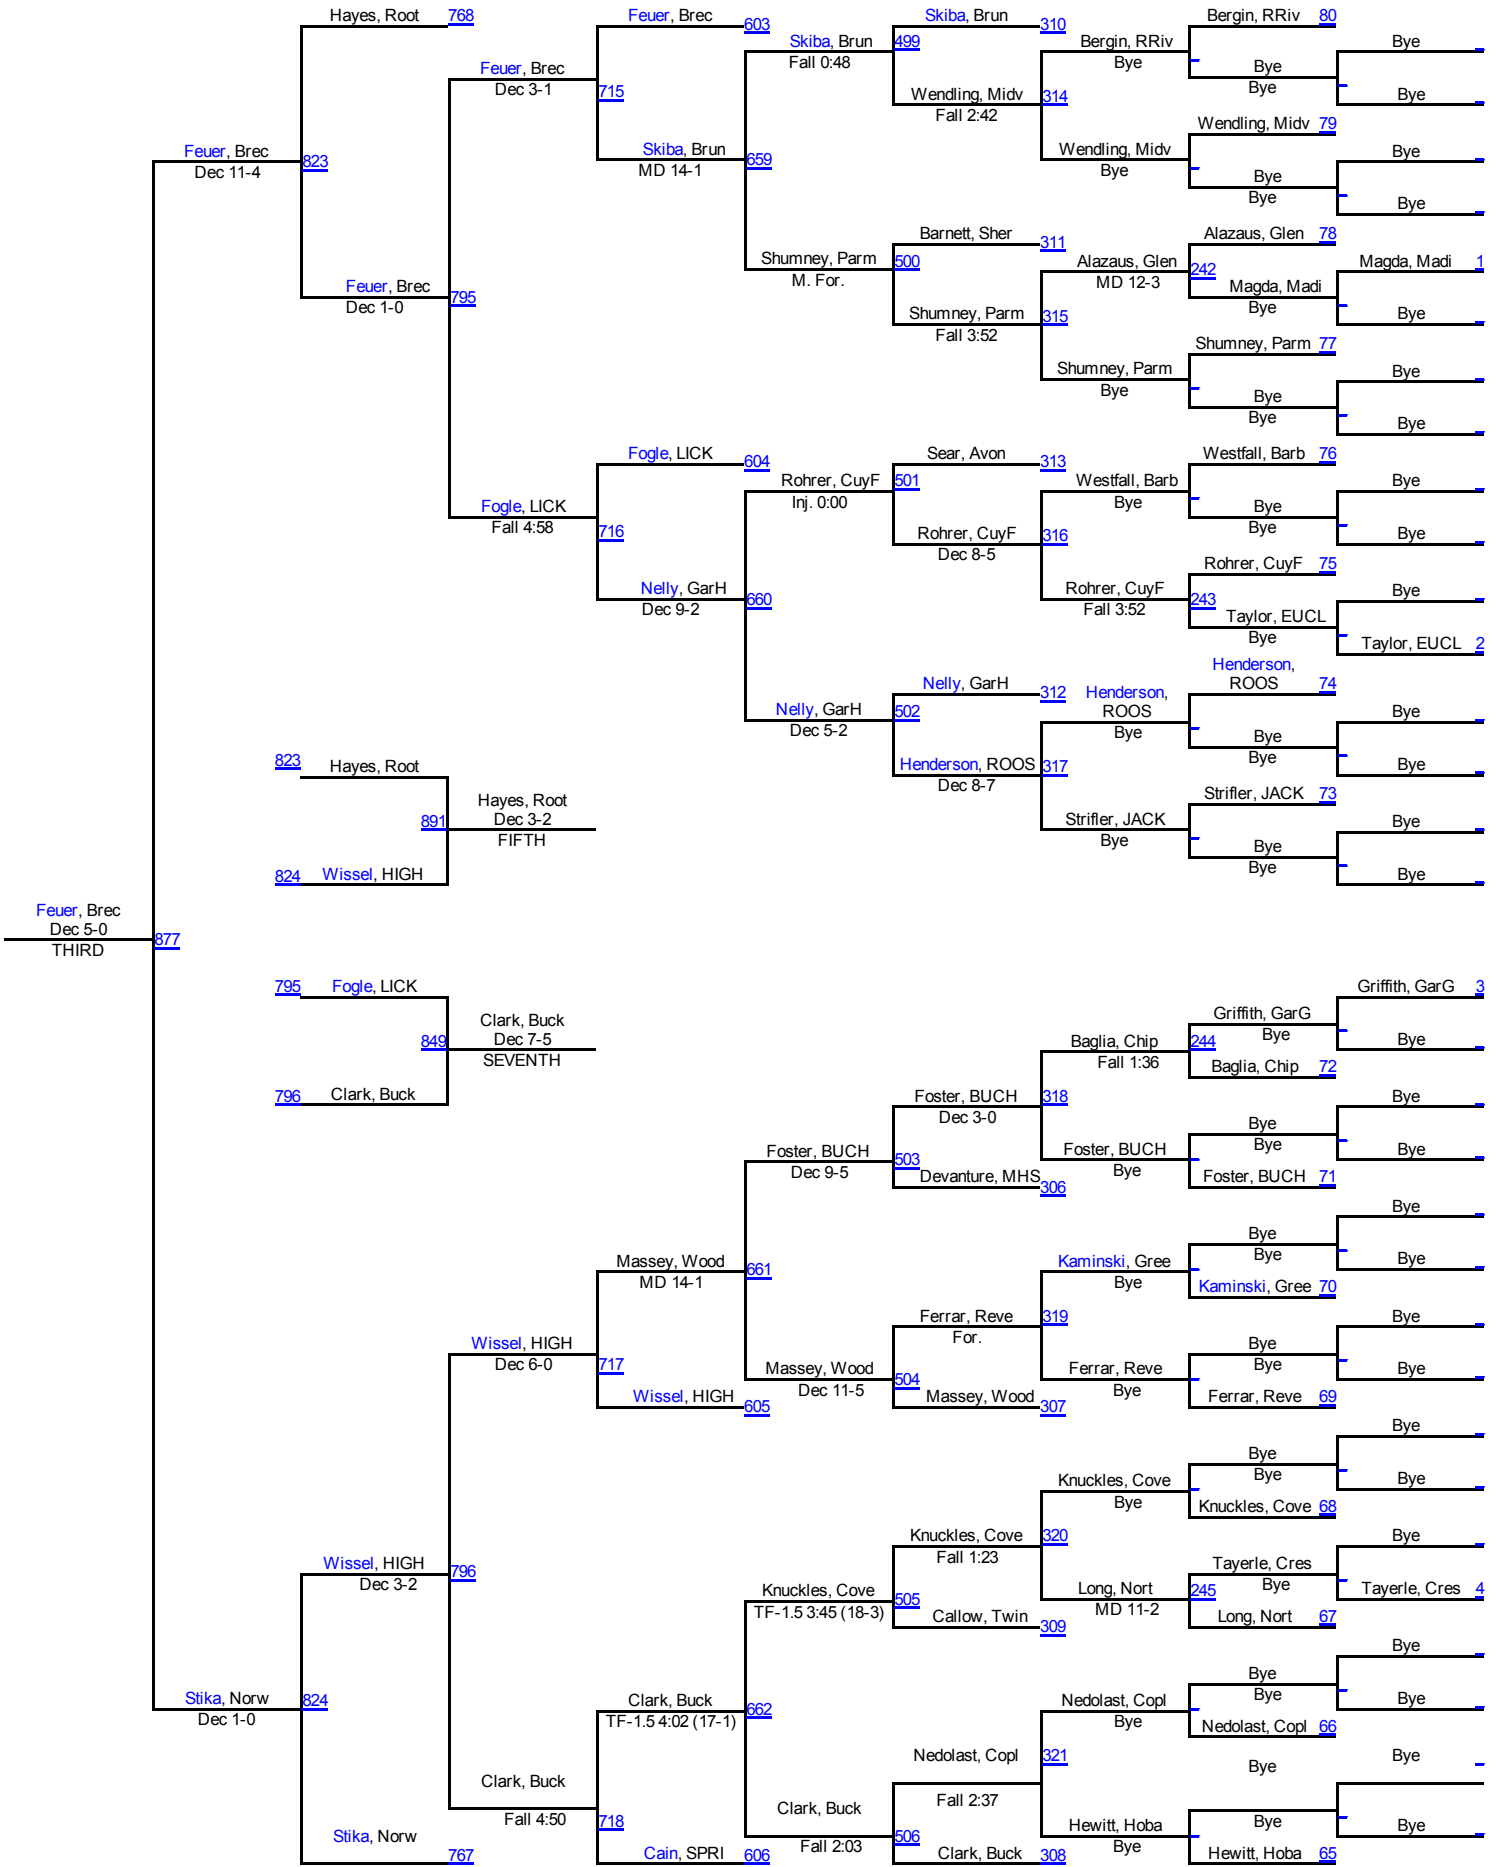 Hayes, Root 768
Feuer, Brec 603
Skiba, Brun 310
Bergin, RRiv 80
Skiba, Brun 499
Fall 0:48
Bergin, RRiv
Bye
Bye
Bye
Bye
Feuer, Brec
Dec 3-1
715
Wendling, Midv 314
Fall 2:42
Bye
Wendling, Midv 79
Feuer, Brec
Dec 11-4
823
Skiba, Brun
MD 14-1
659
Wendling, Midv
Bye
Bye
Bye
Bye
Bye
Barnett, Sher 311
Alazaus, Glen 78
Shumney, Parm
M. For.
500
Alazaus, Glen
MD 12-3
242
Magda, Madi 1
Feuer, Brec
Dec 1-0
795
Magda, Madi
Bye
Shumney, Parm 315
Fall 3:52
Bye
Shumney, Parm 77
Shumney, Parm
Bye
Bye
Bye
Bye
Bye
Fogle, LICK 604
Sear, Avon 313
Westfall, Barb 76
Rohrer, CuyF
Inj. 0:00
501
Westfall, Barb
Bye
Bye
Fogle, LICK
Fall 4:58
716
Bye
Bye
Rohrer, CuyF 316
Dec 8-5
Bye
Rohrer, CuyF 75
Nelly, GarH
Dec 9-2
660
Rohrer, CuyF
Fall 3:52
243
Bye
Taylor, EUCL
Bye
Taylor, EUCL 2
Nelly, GarH 312
Henderson,
ROOS 74
Nelly, GarH
Dec 5-2
502
Henderson,
ROOS
Bye
Bye
Bye
Bye
Henderson, ROOS 317
Dec 8-7
Bye
823 Hayes, Root
Strifler, JACK 73
891
Hayes, Root
Dec 3-2
FIFTH
Strifler, JACK
Bye
Bye
Bye
Bye
824 Wissel, HIGH
Bye
Feuer, Brec
Dec 5-0
THIRD
877
795 Fogle, LICK
Griffith, GarG 3
849
Clark, Buck
Dec 7-5
SEVENTH
Griffith, GarG
Bye
Baglia, Chip
Fall 1:36
244
Bye
Baglia, Chip 72
796 Clark, Buck
Foster, BUCH
Dec 3-0
318
Bye
Bye
Bye
Foster, BUCH
Dec 9-5
503
Foster, BUCH
Bye
Bye
Devanture, MHS 306
Foster, BUCH 71
Bye
Bye
Bye
Massey, Wood
MD 14-1
661
Kaminski, Gree
Bye
Bye
Kaminski, Gree 70
Ferrar, Reve
For.
319
Bye
Wissel, HIGH
Dec 6-0
717
Bye
Bye
Massey, Wood
Dec 11-5
504
Ferrar, Reve
Bye
Bye
Wissel, HIGH 605
Massey, Wood 307
Ferrar, Reve 69
Bye
Bye
Bye
Knuckles, Cove
Bye
Bye
Knuckles, Cove 68
Knuckles, Cove
Fall 1:23
320
Bye
Wissel, HIGH
Dec 3-2
796
Tayerle, Cres
Bye
Knuckles, Cove
TF-1.5 3:45 (18-3)
505
Long, Nort
MD 11-2
245
Tayerle, Cres 4
Callow, Twin 309
Long, Nort 67
Bye
Bye
Bye
Stika, Norw
Dec 1-0
824
Clark, Buck
TF-1.5 4:02 (17-1)
662
Nedolast, Copl
Bye
Bye
Nedolast, Copl 66
Nedolast, Copl
Fall 2:37
321
Bye
Bye
Clark, Buck
Fall 4:50
718
Clark, Buck
Fall 2:03
506
Hewitt, Hoba
Bye
Bye
Bye
Stika, Norw 767
Cain, SPRI 606
Clark, Buck 308
Hewitt, Hoba 65